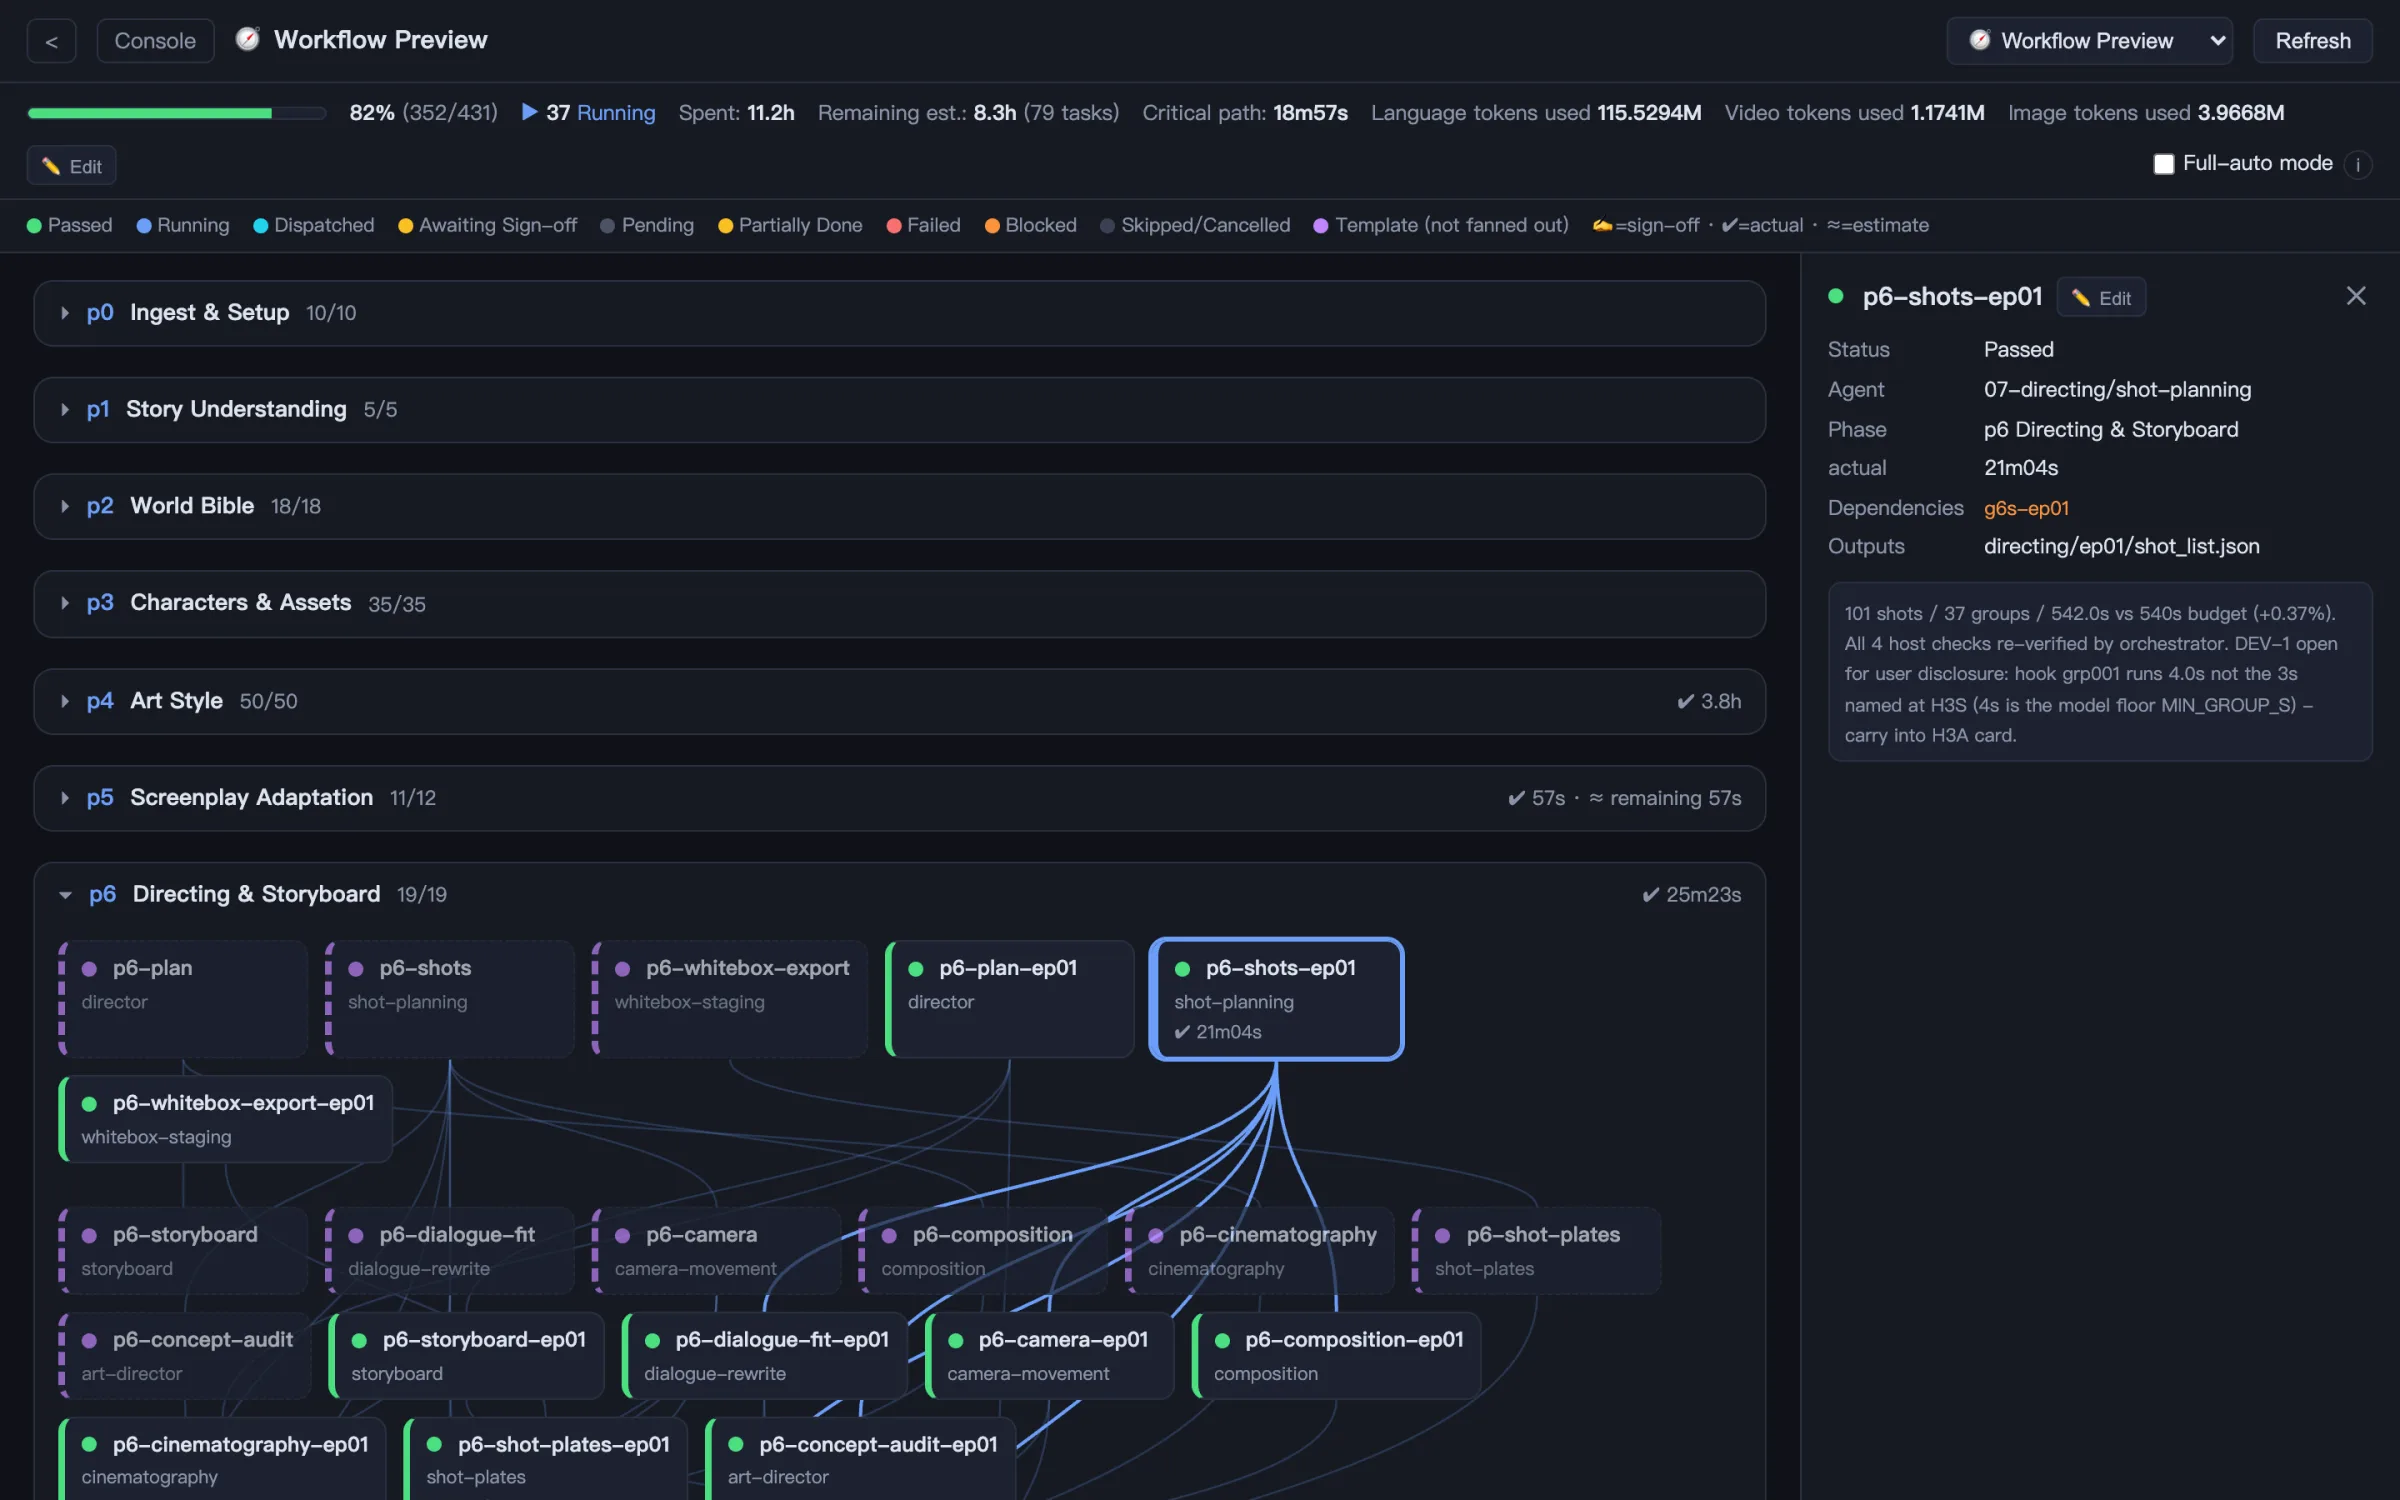 < Console Workflow Preview Workflow Preview Refresh
82% (352/431) 37 Running Spent: 11.2h Remaining est.: 8.3h (79 tasks) Critical path: 18m57s Language tokens used 115.5294M Video tokens used 1.1741M Image tokens used 3.9668M
Edit Full-auto mode i
Passed Running Dispatched Awaiting Sign-off Pending Partially Done Failed Blocked Skipped/Cancelled Template (not fanned out) ✍=sign-off · ✔=actual · ≈=estimate
p0 Ingest & Setup 10/10
p1 Story Understanding 5/5
p2 World Bible 18/18
p3 Characters & Assets 35/35
p4 Art Style 50/50 ✔ 3.8h
p5 Screenplay Adaptation 11/12 ✔ 57s · ≈ remaining 57s
p6 Directing & Storyboard 19/19 ✔ 25m23s
p6-plan
director
p6-shots
shot-planning
p6-whitebox-export
whitebox-staging
p6-plan-ep01
director
p6-shots-ep01
shot-planning
✔ 21m04s
p6-whitebox-export-ep01
whitebox-staging
p6-storyboard
storyboard
p6-dialogue-fit
dialogue-rewrite
p6-camera
camera-movement
p6-composition
composition
p6-cinematography
cinematography
p6-shot-plates
shot-plates
p6-concept-audit
art-director
p6-storyboard-ep01
storyboard
p6-dialogue-fit-ep01
dialogue-rewrite
p6-camera-ep01
camera-movement
p6-composition-ep01
composition
p6-cinematography-ep01
cinematography
p6-shot-plates-ep01
shot-plates
p6-concept-audit-ep01
art-director
p6-shots-ep01 Edit
Status Passed
Agent 07-directing/shot-planning
Phase p6 Directing & Storyboard
actual 21m04s
Dependencies g6s-ep01
Outputs directing/ep01/shot_list.json
101 shots / 37 groups / 542.0s vs 540s budget (+0.37%).
All 4 host checks re-verified by orchestrator. DEV-1 open
for user disclosure: hook grp001 runs 4.0s not the 3s
named at H3S (4s is the model floor MIN_GROUP_S) –
carry into H3A card.